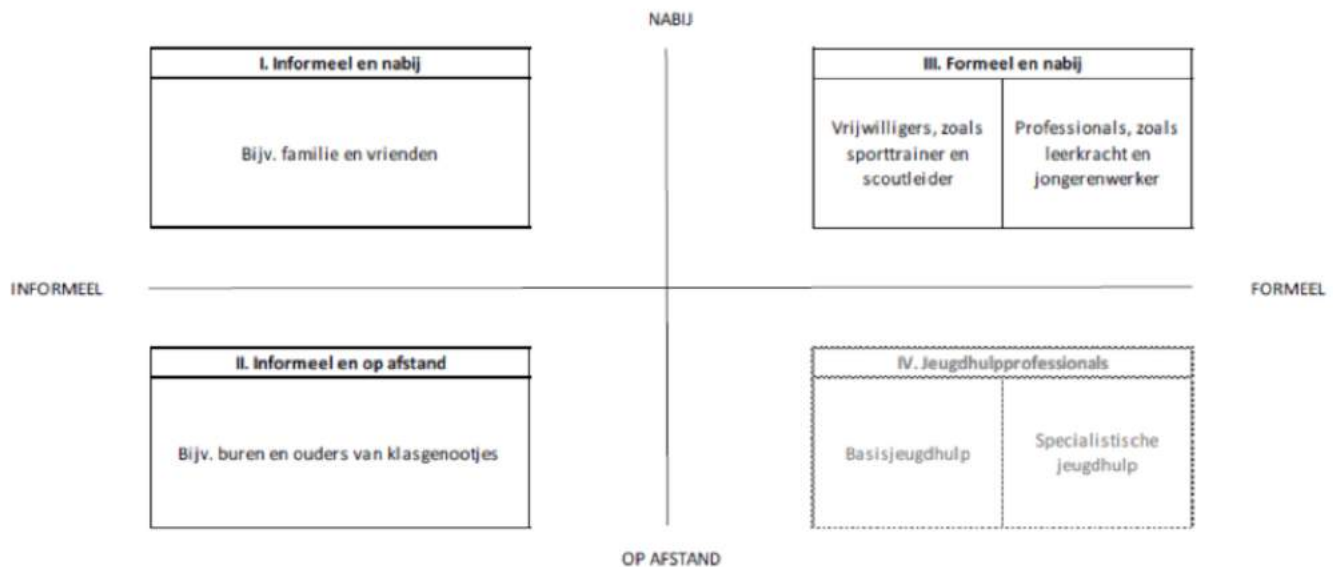 NABIJ
I. Informeel en nabij
Bijv. familie en vrienden
III. Formeel en nabij
Vrijwilligers, zoals
sporttrainer en
scoutleider
Professionals, zoals
leerkracht en
jongerenwerker
INFORMEEL
FORMEEL
II. Informeel en op afstand
Bijv. buren en ouders van klasgenootjes
IV. Jeugdhulpprofessionals
Basisjeugdhulp
Specialistische
jeugdhulp
OP AFSTAND